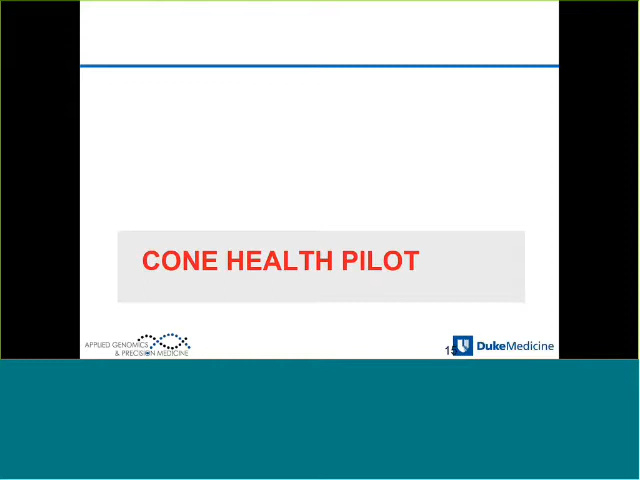 CONE HEALTH PILOT
APPLIED GENOMICS
& PRECISION MEDICINE
15
DukeMedicine